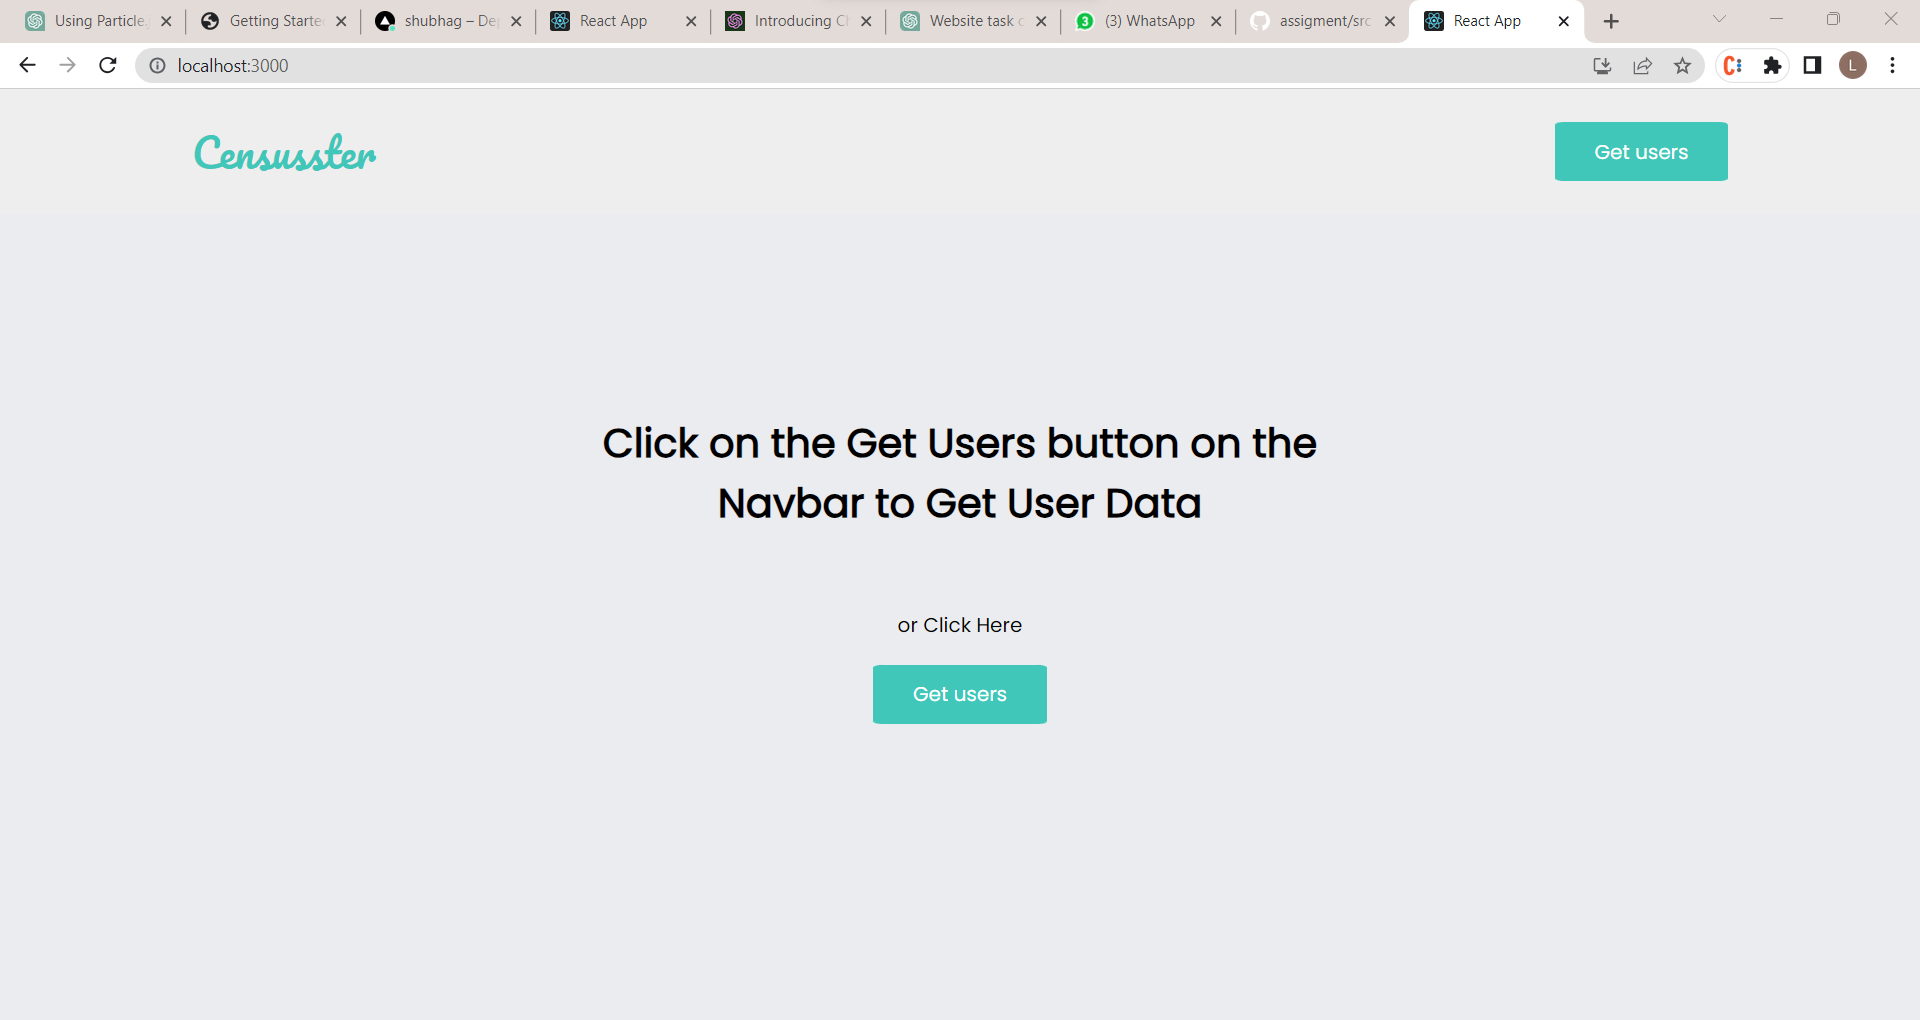 Using Particle.
Getting Starte
shubhag – De
React App
Introducing C
Website task
(3) WhatsApp
assigment/src
React App
localhost:3000
L
Censusster
Get users
Click on the Get Users button on the
Navbar to Get User Data
or Click Here
Get users